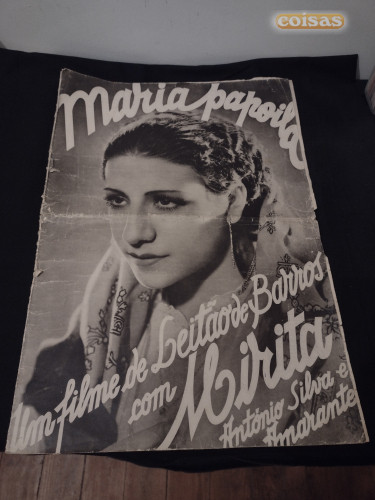 coisas
Maria papoila
Um filme de Leitão de Barros
com Mirita
António Silva e
Amarante